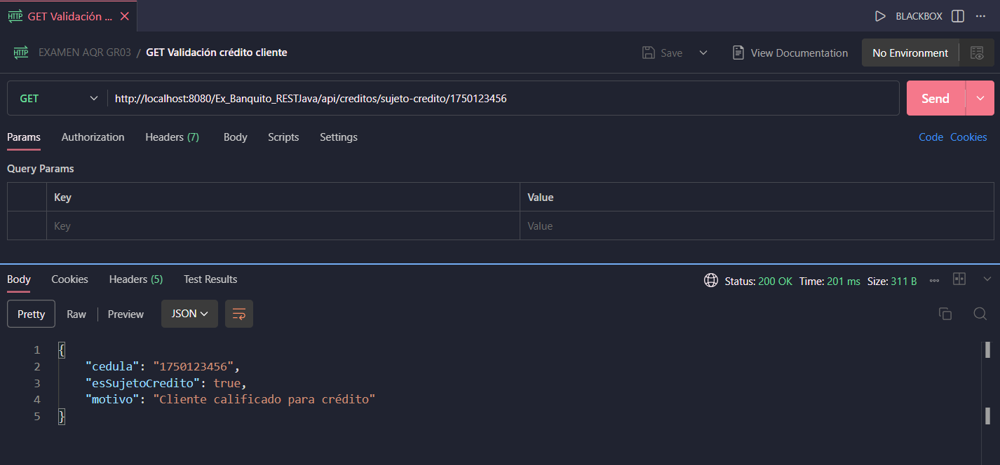 HTTP GET Validación ...
BLACKBOX
HTTP EXAMEN AQR GR03 / GET Validación crédito cliente
Save
View Documentation
No Environment
GET
http://localhost:8080/Ex_Banquito_RESTJava/api/creditos/sujeto-credito/1750123456
Send
Params Authorization Headers (7) Body Scripts Settings
Code Cookies
Query Params
Key Value
Key Value
Body Cookies Headers (5) Test Results
Status: 200 OK Time: 201 ms Size: 311 B
Pretty Raw Preview JSON
1 {
2 "cedula": "1750123456",
3 "esSujetoCredito": true,
4 "motivo": "Cliente calificado para crédito"
5 }